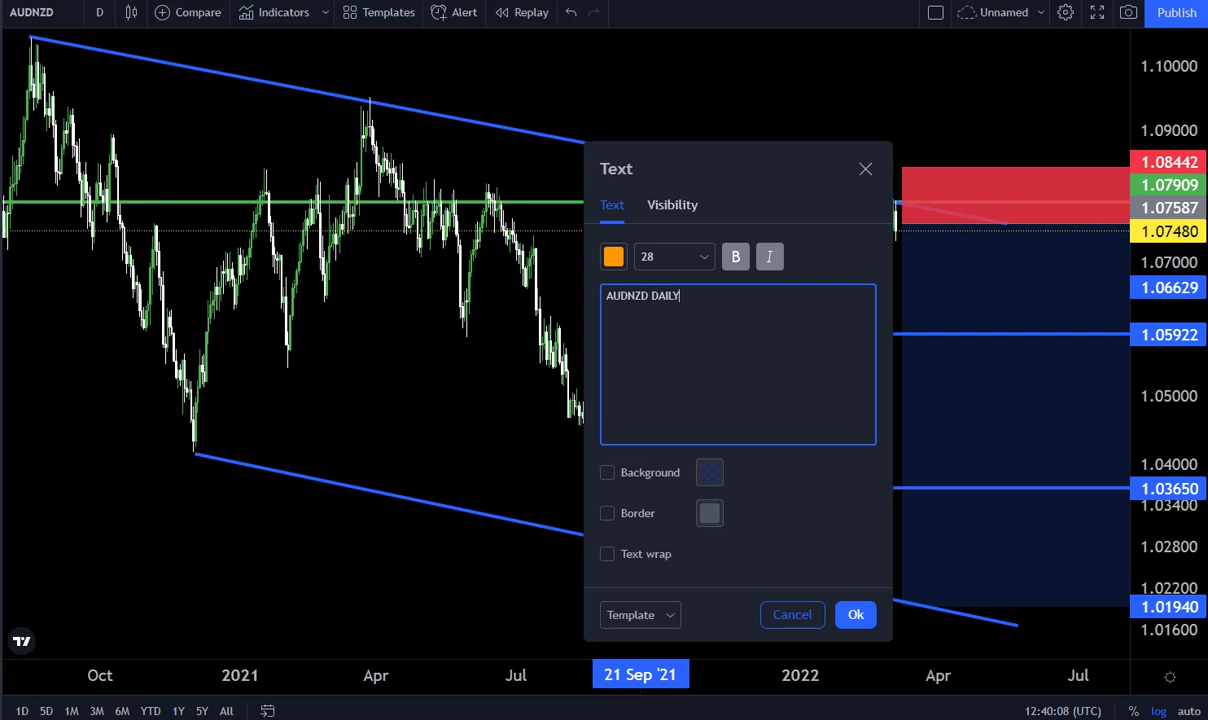 AUDNZD D Compare Indicators Templates Alert Replay Unnamed Publish
1.10000
1.09000
1.08442
1.07909
1.07587
1.07480
1.07000
1.06629
1.05922
1.05000
1.04000
1.03650
1.03400
1.02800
1.02200
1.01940
1.01600
Text
Text Visibility
28 B I
AUDNZD DAILY
Background
Border
Text wrap
Template Cancel Ok
Oct 2021 Apr Jul 21 Sep '21 2022 Apr Jul
1D 5D 1M 3M 6M YTD 1Y 5Y All 12:40:08 (UTC) % log auto